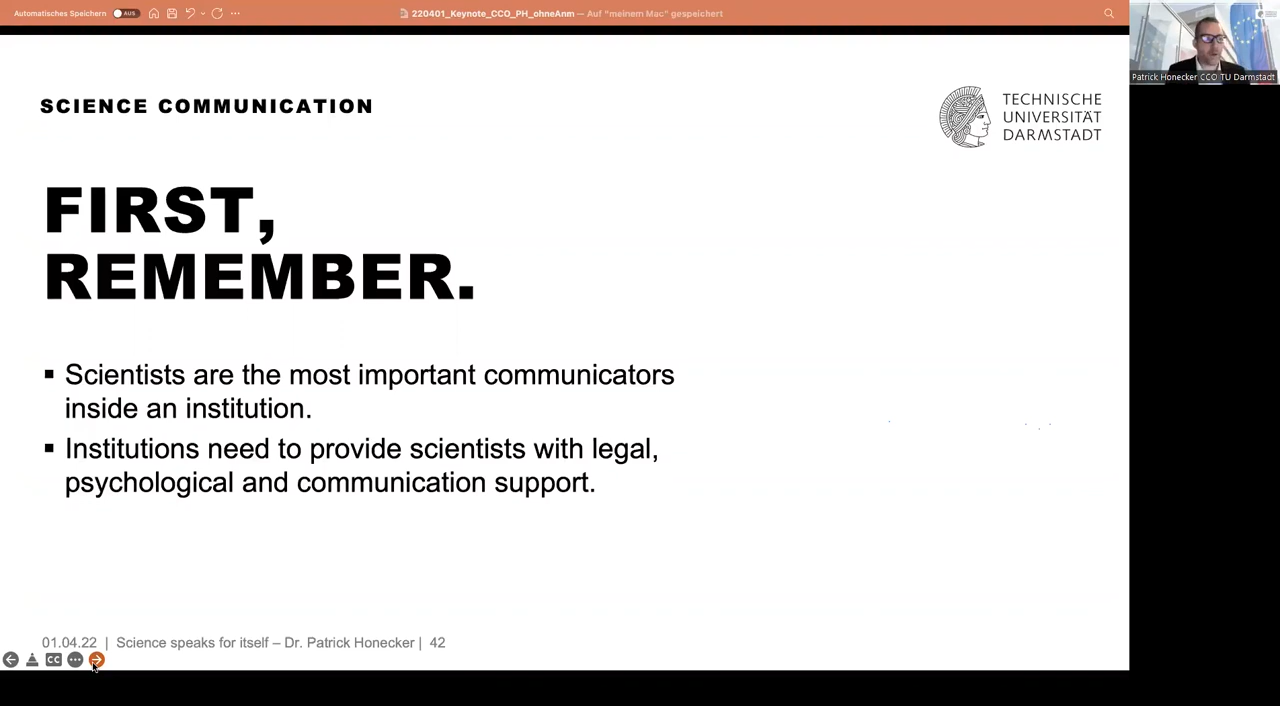 Automatisches Speichern AUS
220401_Keynote_CCO_PH_ohneAnm — Auf "meinem Mac" gespeichert
Patrick Honecker CCO TU Darmstadt
SCIENCE COMMUNICATION
TECHNISCHE
UNIVERSITÄT
DARMSTADT
FIRST,
REMEMBER.
▪ Scientists are the most important communicators
inside an institution.
▪ Institutions need to provide scientists with legal,
psychological and communication support.
01.04.22 | Science speaks for itself – Dr. Patrick Honecker | 42
CC